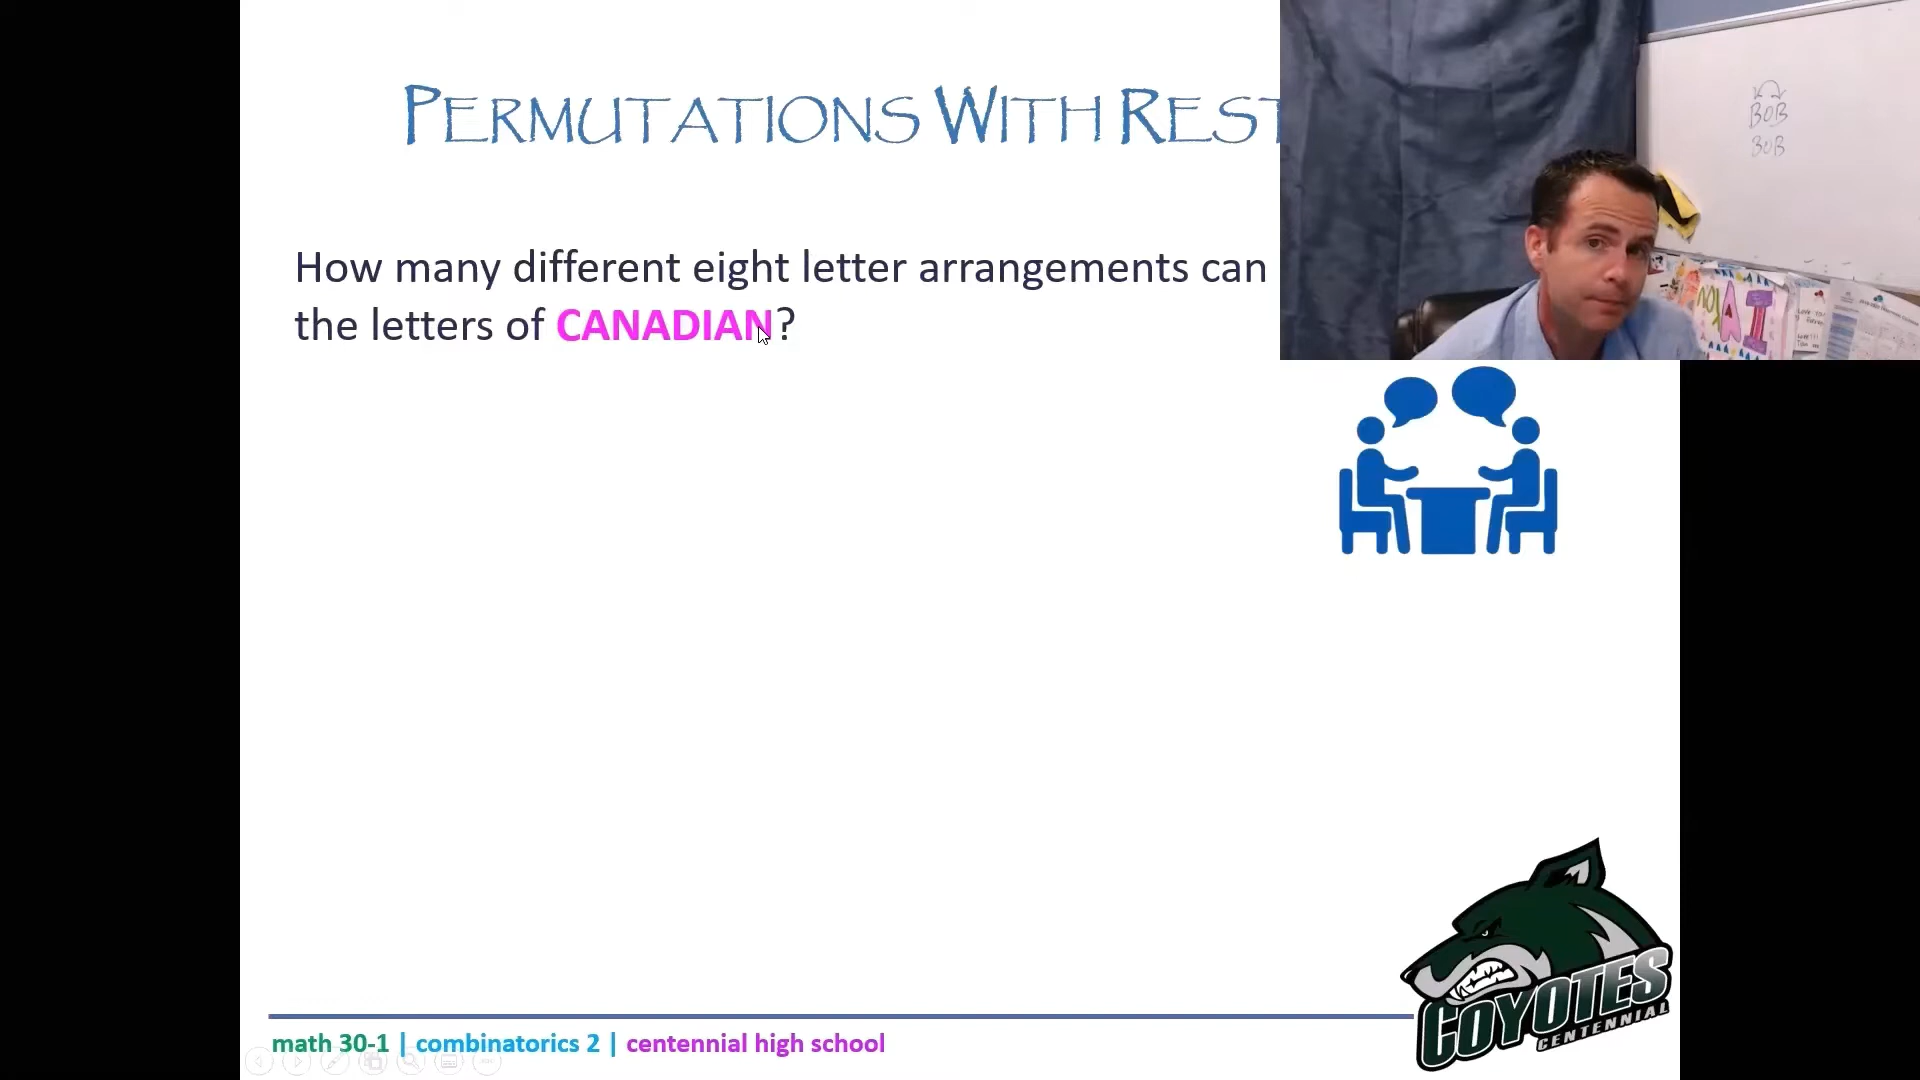 PERMUTATIONS WITH REST
How many different eight letter arrangements can
the letters of CANADIAN?
BOB
BOB
AI
COYOTES
CENTENNIAL
math 30-1 | combinatorics 2 | centennial high school